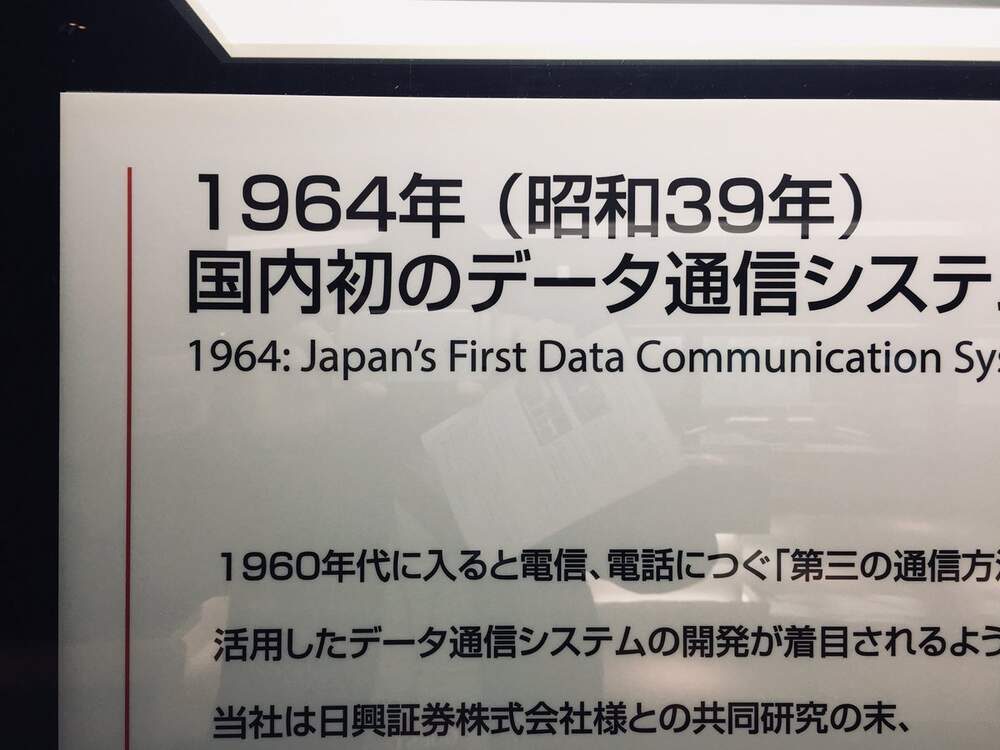 1964年（昭和39年）
国内初のデータ通信システ
1964: Japan's First Data Communication Sys
1960年代に入ると電信、電話につぐ「第三の通信方法
活用したデータ通信システムの開発が着目されるよう
当社は日興証券株式会社様との共同研究の末、